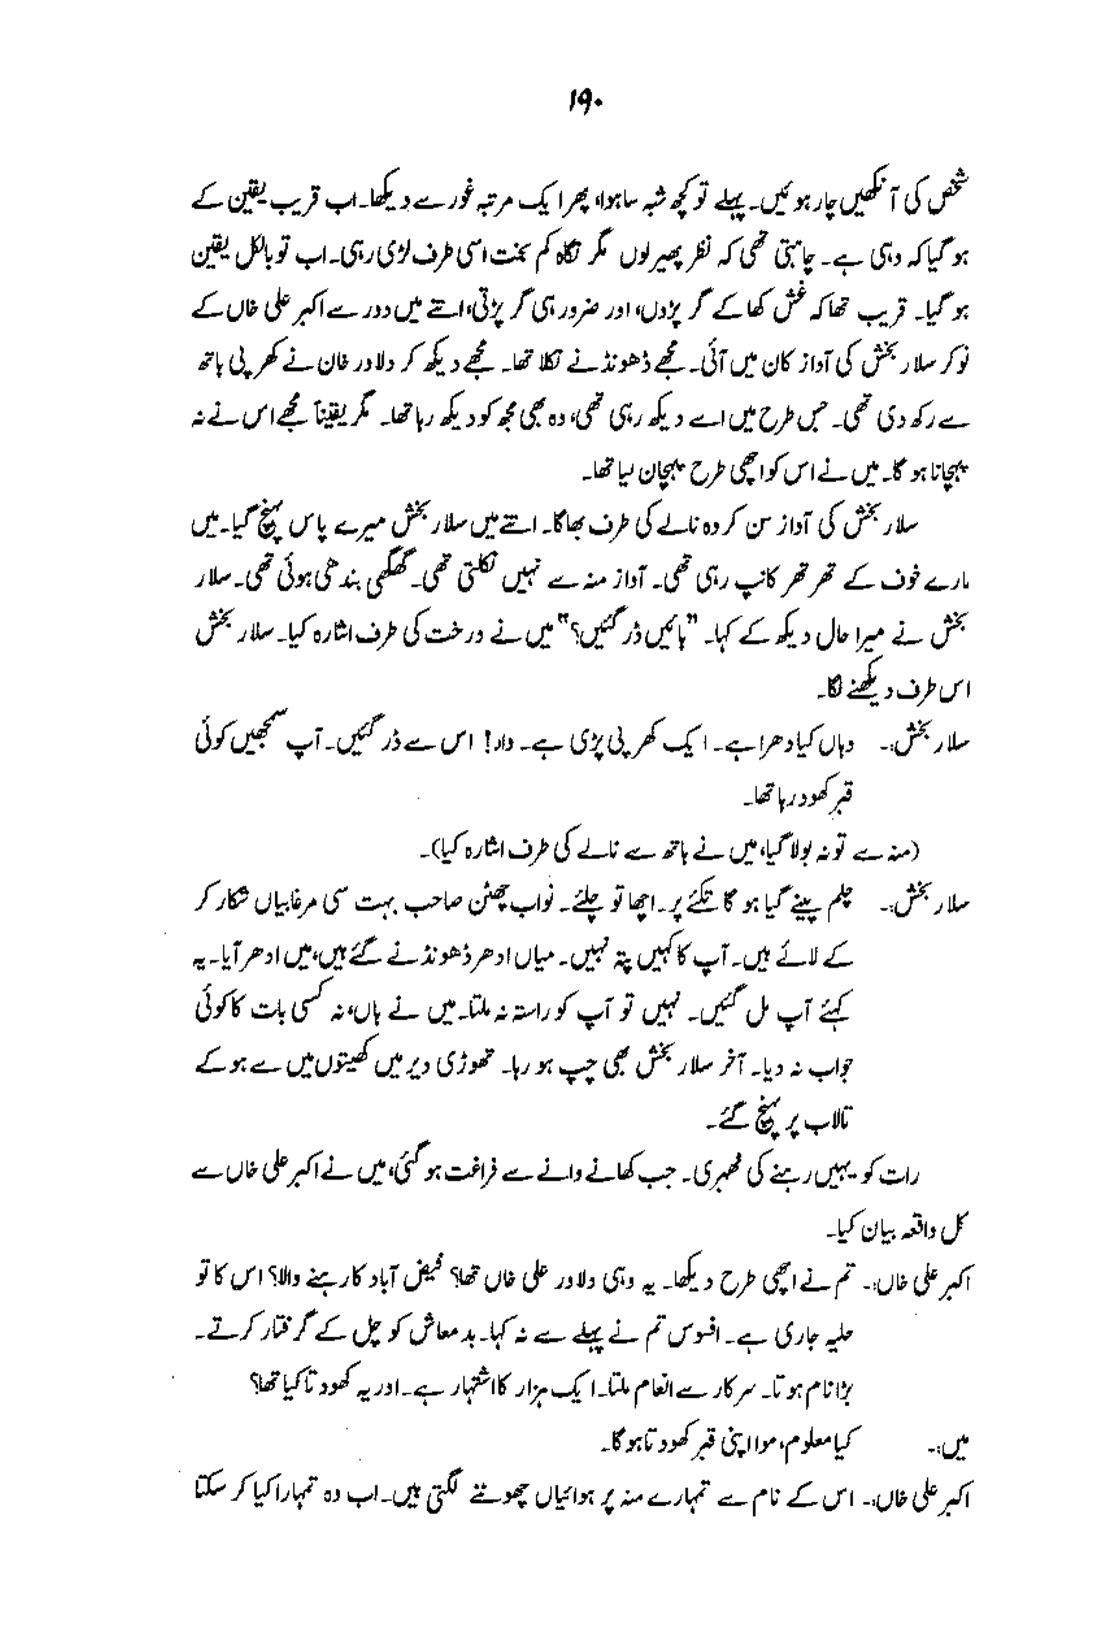 ۱۹۰
شخص کی آنکھیں چار ہوئیں۔ پہلے تو کچھ شبہ سا ہوا، پھر ایک مرتبہ غور سے دیکھا۔ اب قریب یقین کے
ہو گیا کہ وہی ہے۔ چاہتی تھی کہ نظر پھیر لوں مگر نگاہ کم بخت اسی طرف لڑی رہی۔ اب تو بالکل یقین
ہو گیا۔ قریب تھا کہ غش کھا کے گر پڑوں، اور ضرور ہی گر پڑتی، اتنے میں دور سے اکبر علی خاں کے
نوکر سلار بخش کی آواز کان میں آئی۔ مجھے ڈھونڈنے نکلا تھا۔ مجھے دیکھ کر دلاور خان نے کھرپی ہاتھ
سے رکھ دی تھی۔ جس طرح میں اسے دیکھ رہی تھی، وہ بھی مجھ کو دیکھ رہا تھا۔ مگر یقیناً مجھے اس نے نہ
پہچانا ہو گا۔ میں نے اس کو اچھی طرح پہچان لیا تھا۔
سلار بخش کی آواز سن کر وہ نالے کی طرف بھاگا۔ اتنے میں سلار بخش میرے پاس پہنچ گیا۔ میں
مارے خوف کے تھر تھر کانپ رہی تھی۔ آواز منہ سے نہیں نکلتی تھی۔ گھگھی بندھی ہوئی تھی۔ سلار
بخش نے میرا حال دیکھ کے کہا۔ "ہائیں ڈر گئیں؟" میں نے درخت کی طرف اشارہ کیا۔ سلار بخش
اس طرف دیکھنے لگا۔
سلار بخش:۔ وہاں کیا دھرا ہے۔ ایک کھرپی پڑی ہے۔ واہ! اس سے ڈر گئیں۔ آپ سمجھیں کوئی
قبر کھود رہا تھا۔
(منہ سے تو نہ بولا گیا، میں نے ہاتھ سے نالے کی طرف اشارہ کیا)۔
سلار بخش:۔ چلم پینے گیا ہو گا تکئے پر۔ اچھا تو چلئے۔ نواب چھٹن صاحب بہت سی مرغابیاں شکار کر
کے لائے ہیں۔ آپ کا کہیں پتہ نہیں۔ میاں ادھر ڈھونڈنے گئے ہیں، میں ادھر آیا۔ یہ
کہئے آپ مل گئیں۔ نہیں تو آپ کو راستہ نہ ملتا۔ میں نے ہاں، نہ کسی بات کا کوئی
جواب نہ دیا۔ آخر سلار بخش بھی چپ ہو رہا۔ تھوڑی دیر میں کھیتوں میں سے ہو کے
تالاب پر پہنچ گئے۔
رات کو یہیں رہنے کی ٹھہری۔ جب کھانے وانے سے فراغت ہو گئی، میں نے اکبر علی خاں سے
کل واقعہ بیان کیا۔
اکبر علی خاں:۔ تم نے اچھی طرح دیکھا۔ یہ وہی دلاور علی خاں تھا؟ فیض آباد کا رہنے والا؟ اس کا تو
حلیہ جاری ہے۔ افسوس تم نے پہلے سے نہ کہا۔ بدمعاش کو چل کے گرفتار کرتے۔
بڑا نام ہوتا۔ سرکار سے انعام ملتا۔ ایک ہزار کا اشتہار ہے۔ اور یہ کھودتا کیا تھا؟
میں:۔ کیا معلوم، موا اپنی قبر کھودتا ہو گا۔
اکبر علی خاں:۔ اس کے نام سے تمہارے منہ پر ہوائیاں چھوٹنے لگتی ہیں۔ اب وہ تمہارا کیا کر سکتا